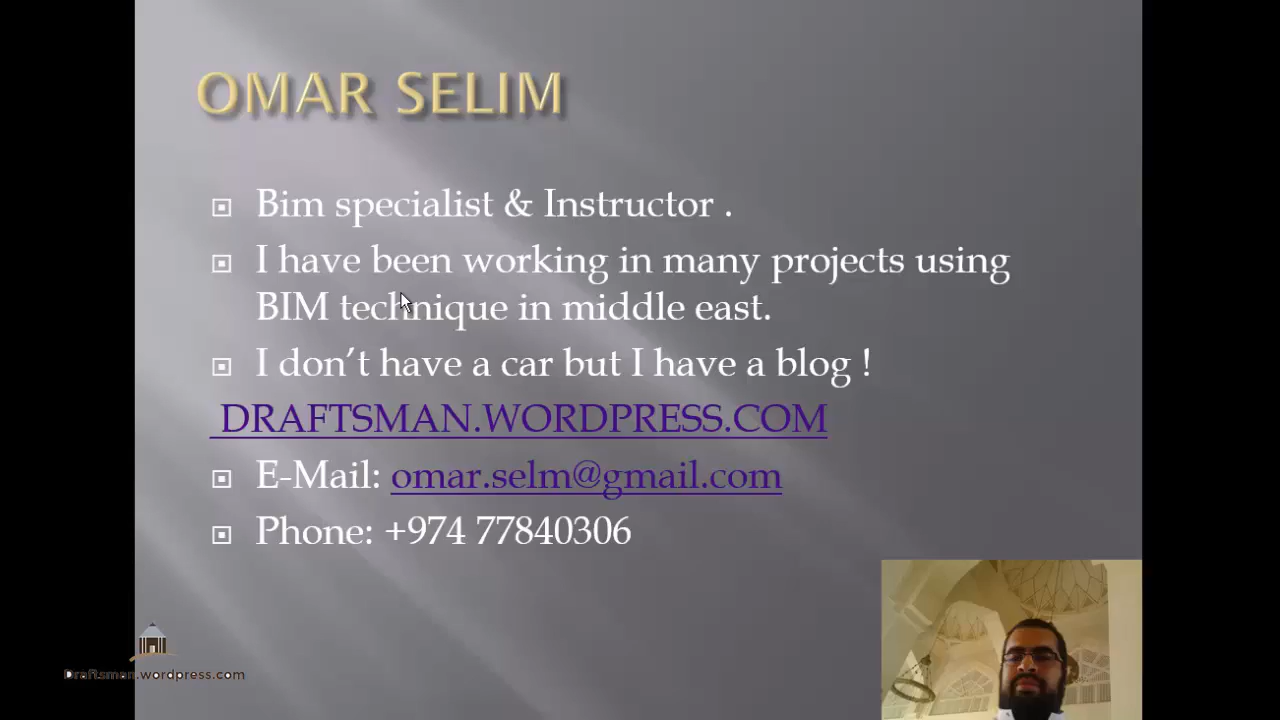 OMAR SELIM
Bim specialist & Instructor .
I have been working in many projects using
BIM technique in middle east.
I don’t have a car but I have a blog !
DRAFTSMAN.WORDPRESS.COM
E-Mail: omar.selm@gmail.com
Phone: +974 77840306
Draftsman.wordpress.com